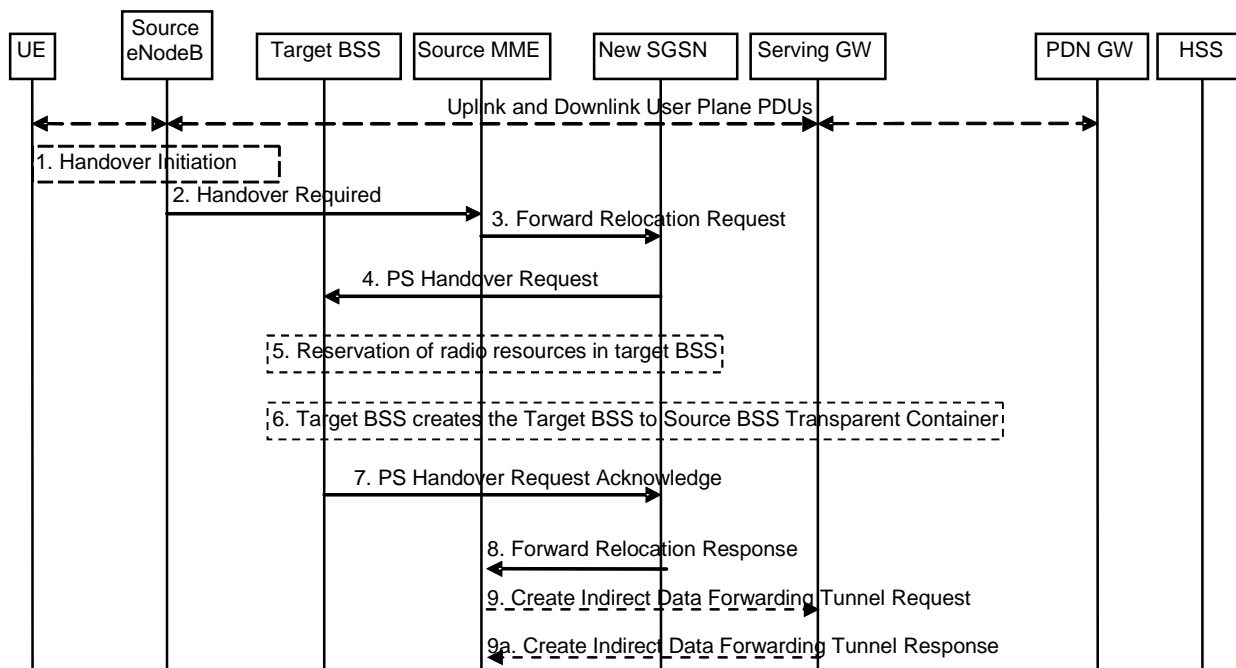 UE
Source
eNodeB
Target BSS
Source MME
New SGSN
Serving GW
PDN GW
HSS
Uplink and Downlink User Plane PDUs
1. Handover Initiation
2. Handover Required
3. Forward Relocation Request
4. PS Handover Request
5. Reservation of radio resources in target BSS
6. Target BSS creates the Target BSS to Source BSS Transparent Container
7. PS Handover Request Acknowledge
8. Forward Relocation Response
9. Create Indirect Data Forwarding Tunnel Request
9a. Create Indirect Data Forwarding Tunnel Response